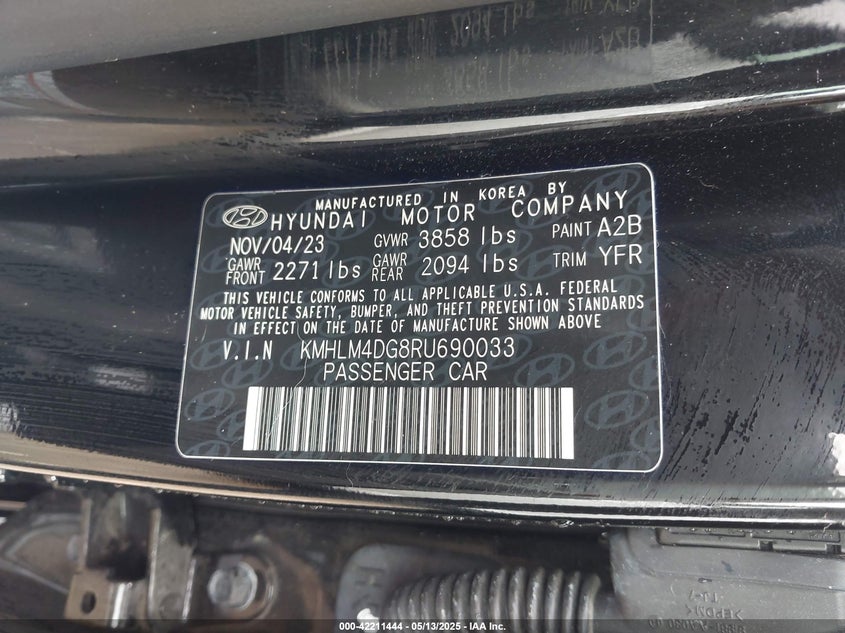 MANUFACTURED IN KOREA BY
HYUNDAI MOTOR COMPANY
NOV/04/23 GVWR 3858 lbs PAINT A2B
GAWR FRONT 2271 lbs GAWR REAR 2094 lbs TRIM YFR
THIS VEHICLE CONFORMS TO ALL APPLICABLE U.S.A. FEDERAL
MOTOR VEHICLE SAFETY, BUMPER, AND THEFT PREVENTION STANDARDS
IN EFFECT ON THE DATE OF MANUFACTURE SHOWN ABOVE
V.I.N KMHLM4DG8RU690033
PASSENGER CAR
>EPDM<
000-42211444 - 05/13/2025 - IAA Inc.